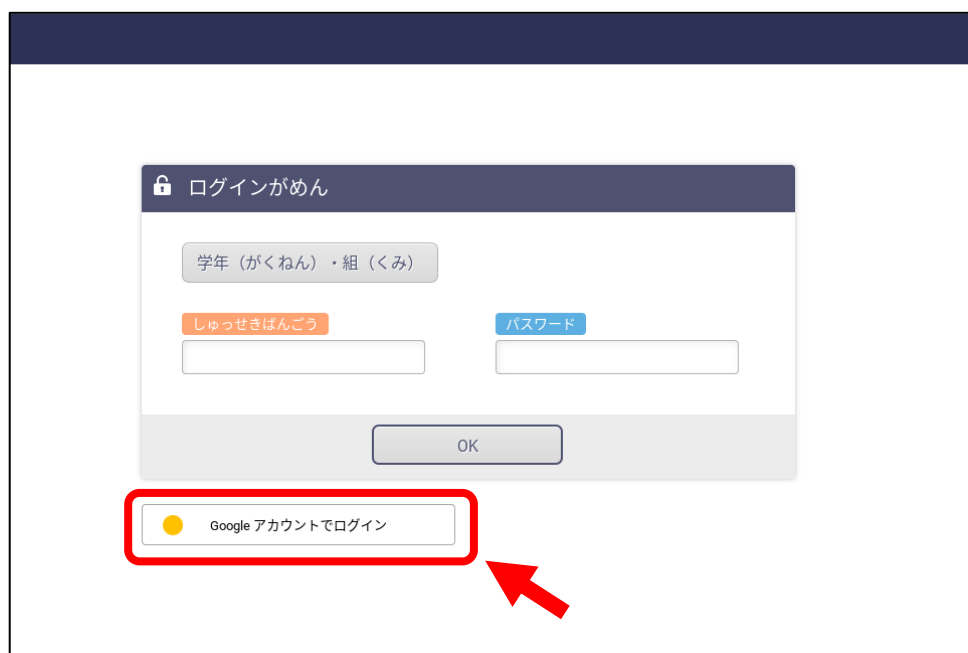 ログインがめん
学年（がくねん）・組（くみ）
しゅっせきばんごう
パスワード
OK
Google アカウントでログイン